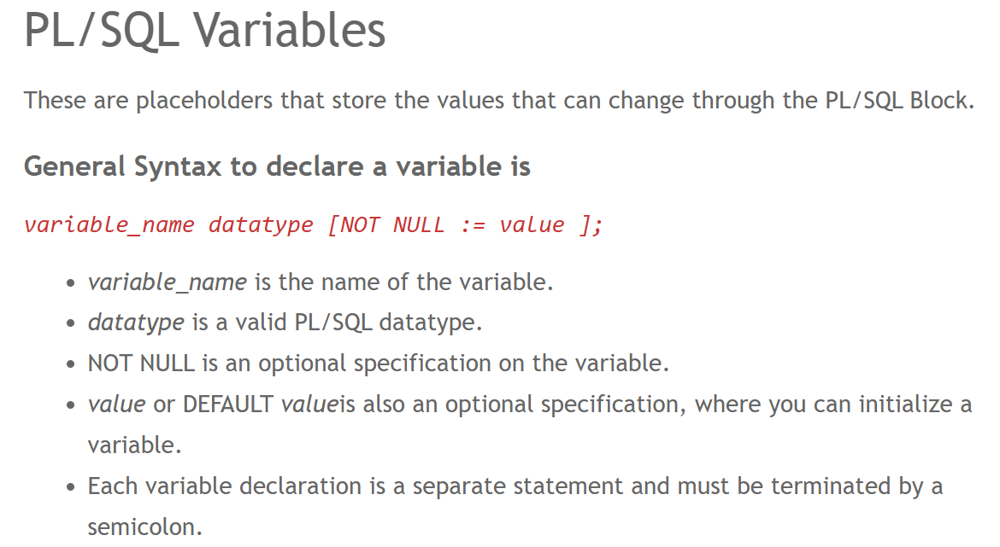 PL/SQL Variables
These are placeholders that store the values that can change through the PL/SQL Block.
General Syntax to declare a variable is
variable_name datatype [NOT NULL := value ];
• variable_name is the name of the variable.
• datatype is a valid PL/SQL datatype.
• NOT NULL is an optional specification on the variable.
• value or DEFAULT valueis also an optional specification, where you can initialize a
variable.
• Each variable declaration is a separate statement and must be terminated by a
semicolon.